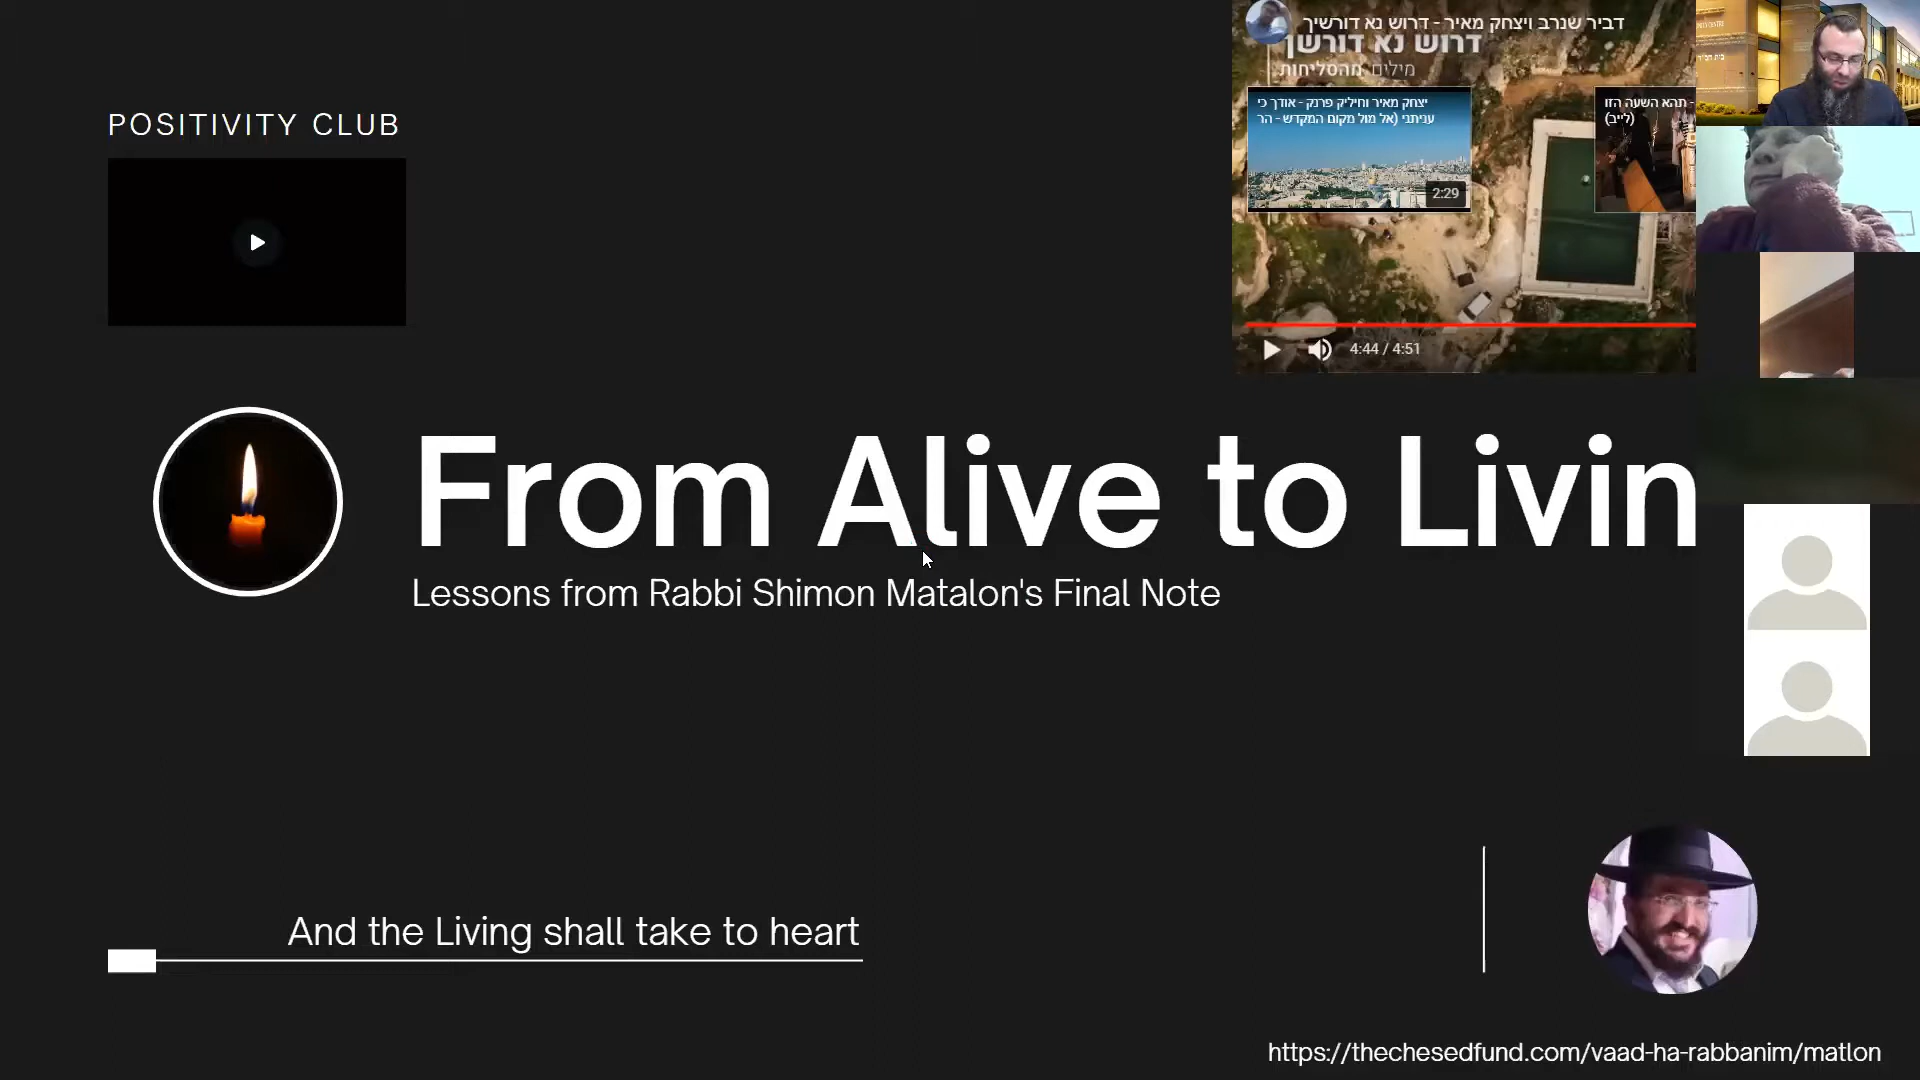 POSITIVITY CLUB
דביר שנרב ויצחק מאיר - דרוש נא דורשיך
דרוש נא דורשן
מילים מהסליחות
יצחק מאיר וחיליק פרנק - אודך כי
עניתני (אל מול מקום המקדש - הר
2:29
- תהא השעה הזו
(לייב)
4:44 / 4:51
From Alive to Livin
Lessons from Rabbi Shimon Matalon's Final Note
And the Living shall take to heart
https://thechesedfund.com/vaad-ha-rabbanim/matlon